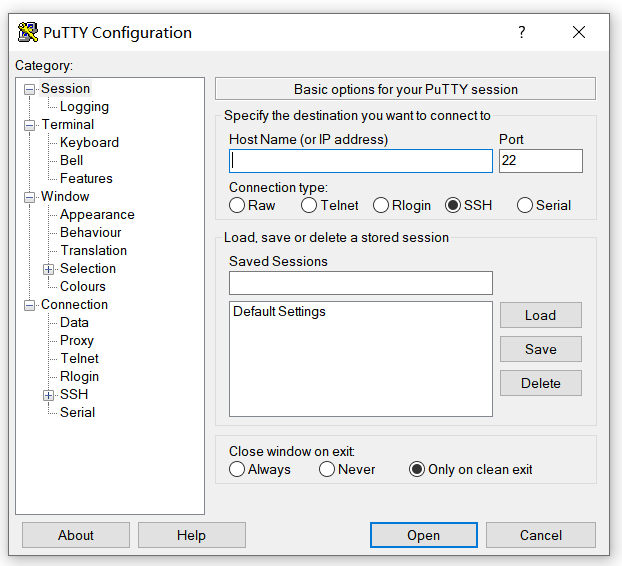 PuTTY Configuration
?
Category:
Session
Logging
Terminal
Keyboard
Bell
Features
Window
Appearance
Behaviour
Translation
Selection
Colours
Connection
Data
Proxy
Telnet
Rlogin
SSH
Serial
Basic options for your PuTTY session
Specify the destination you want to connect to
Host Name (or IP address) Port
22
Connection type:
Raw Telnet Rlogin SSH Serial
Load, save or delete a stored session
Saved Sessions
Default Settings
Load
Save
Delete
Close window on exit:
Always Never Only on clean exit
About Help Open Cancel